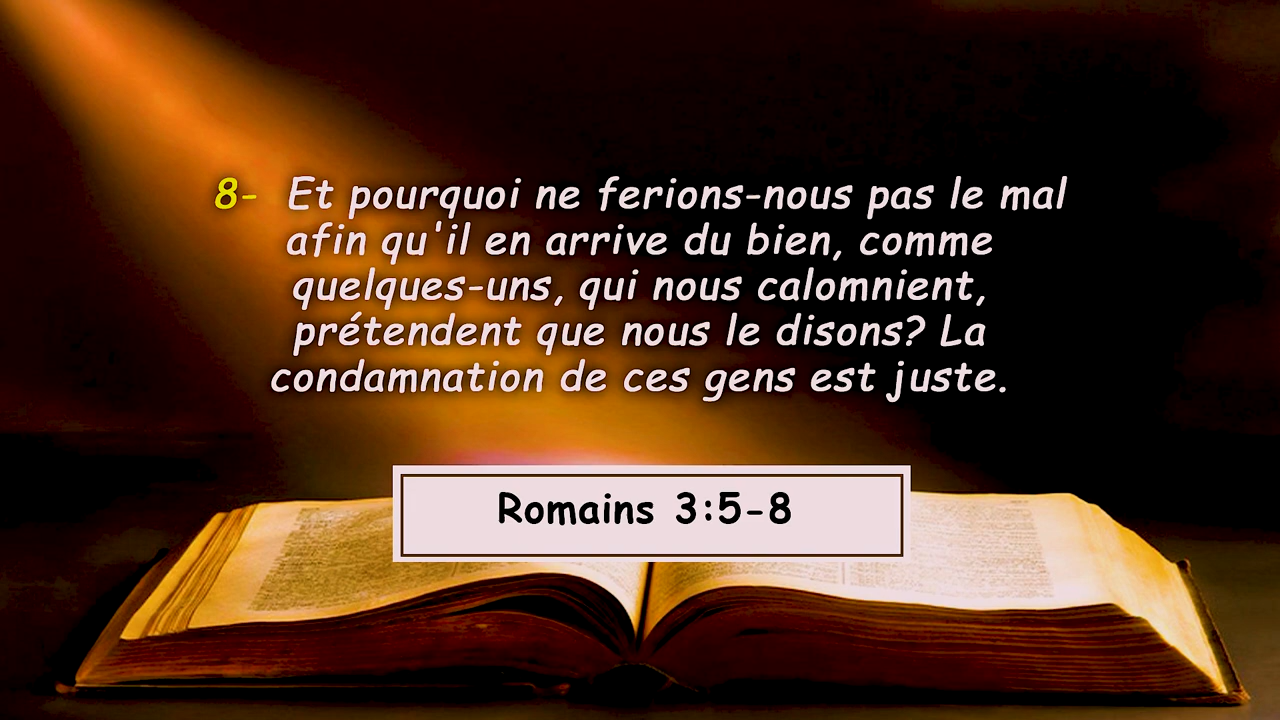 8- Et pourquoi ne ferions-nous pas le mal
afin qu'il en arrive du bien, comme
quelques-uns, qui nous calomnient,
prétendent que nous le disons? La
condamnation de ces gens est juste.
Romains 3:5-8